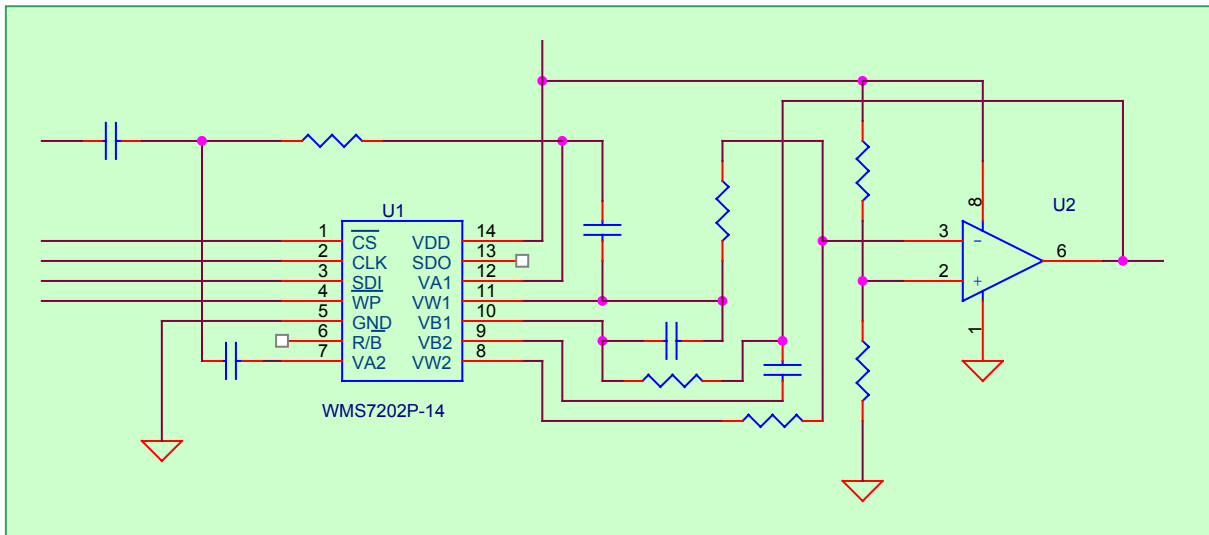 U1
1 CS VDD 14
2 CLK SDO 13
3 SDI VA1 12
4 WP VW1 11
5 GND VB1 10
6 R/B VB2 9
7 VA2 VW2 8
WMS7202P-14
U2
8
3 -
2 +
6
1